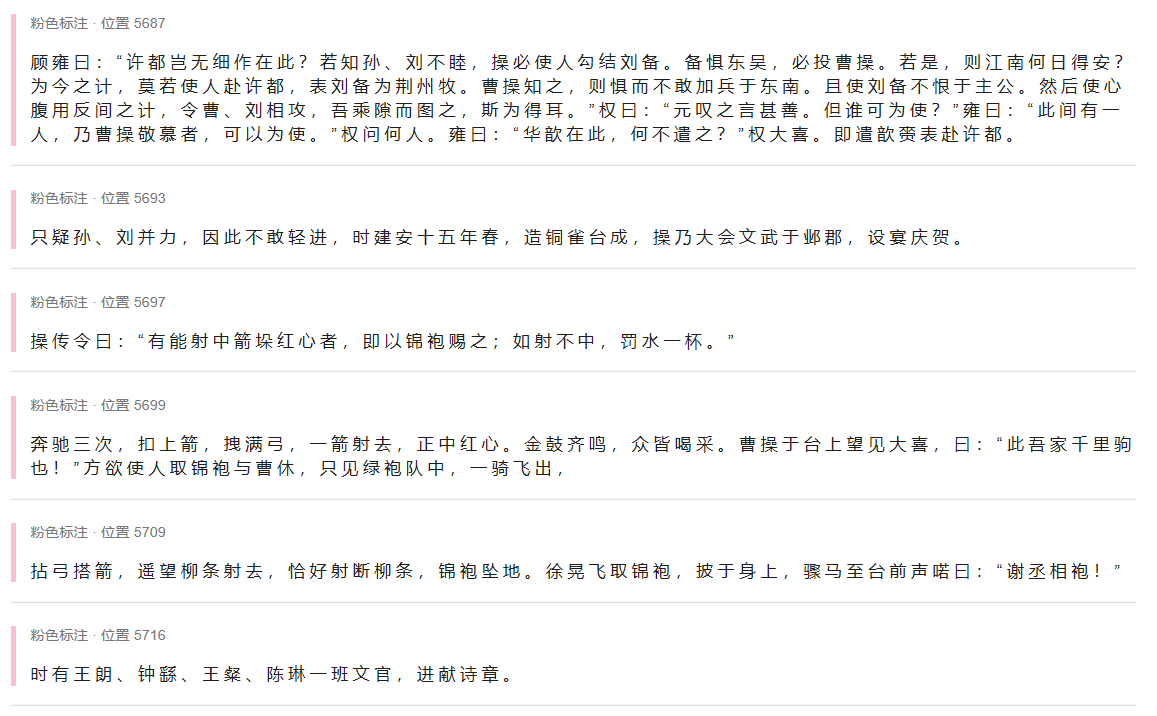 粉色标注 · 位置 5687
顾雍曰：“许都岂无细作在此？若知孙、刘不睦，操必使人勾结刘备。备惧东吴，必投曹操。若是，则江南何日得安？
为今之计，莫若使人赴许都，表刘备为荆州牧。曹操知之，则惧而不敢加兵于东南。且使刘备不恨于主公。然后使心
腹用反间之计，令曹、刘相攻，吾乘隙而图之，斯为得耳。”权曰：“元叹之言甚善。但谁可为使？”雍曰：“此间有一
人，乃曹操敬慕者，可以为使。”权问何人。雍曰：“华歆在此，何不遣之？”权大喜。即遣歆赍表赴许都。
粉色标注 · 位置 5693
只疑孙、刘并力，因此不敢轻进，时建安十五年春，造铜雀台成，操乃大会文武于邺郡，设宴庆贺。
粉色标注 · 位置 5697
操传令曰：“有能射中箭垛红心者，即以锦袍赐之；如射不中，罚水一杯。”
粉色标注 · 位置 5699
奔驰三次，扣上箭，拽满弓，一箭射去，正中红心。金鼓齐鸣，众皆喝采。曹操于台上望见大喜，曰：“此吾家千里驹
也！”方欲使人取锦袍与曹休，只见绿袍队中，一骑飞出，
粉色标注 · 位置 5709
拈弓搭箭，遥望柳条射去，恰好射断柳条，锦袍坠地。徐晃飞取锦袍，披于身上，骤马至台前声喏曰：“谢丞相袍！”
粉色标注 · 位置 5716
时有王朗、钟繇、王粲、陈琳一班文官，进献诗章。